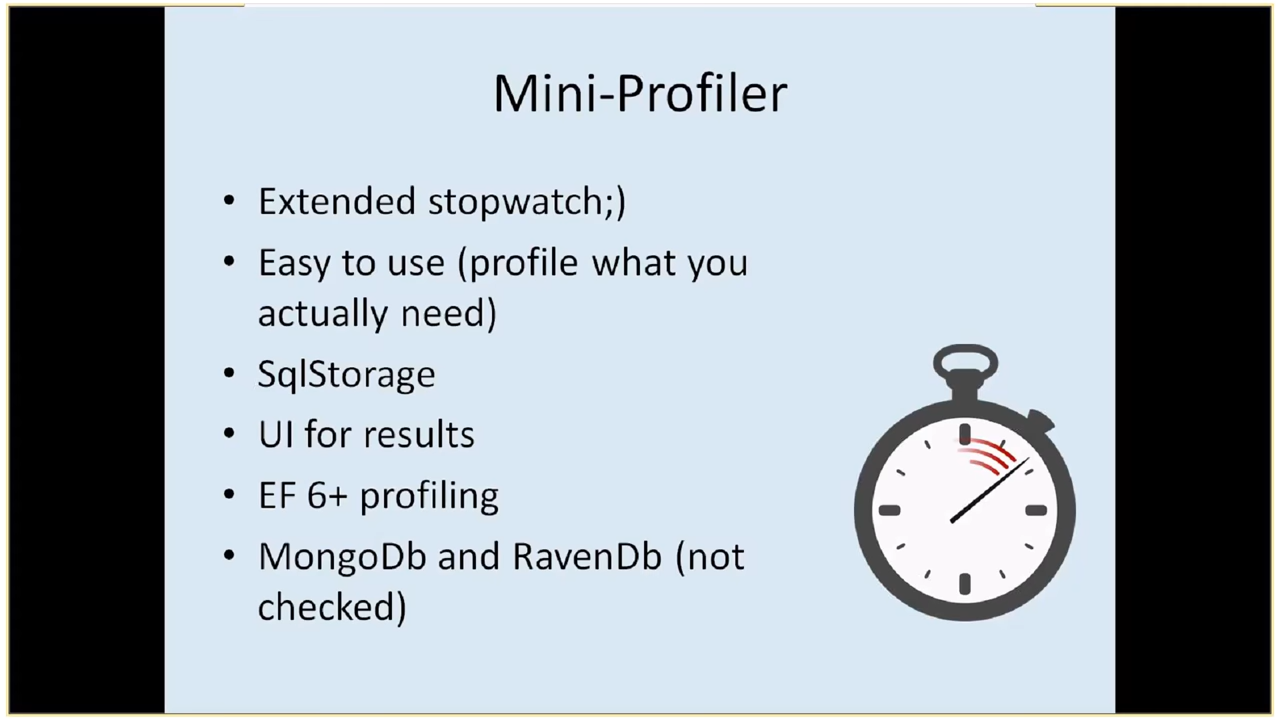 Mini-Profiler
• Extended stopwatch;)
• Easy to use (profile what you
actually need)
• SqlStorage
• UI for results
• EF 6+ profiling
• MongoDb and RavenDb (not
checked)